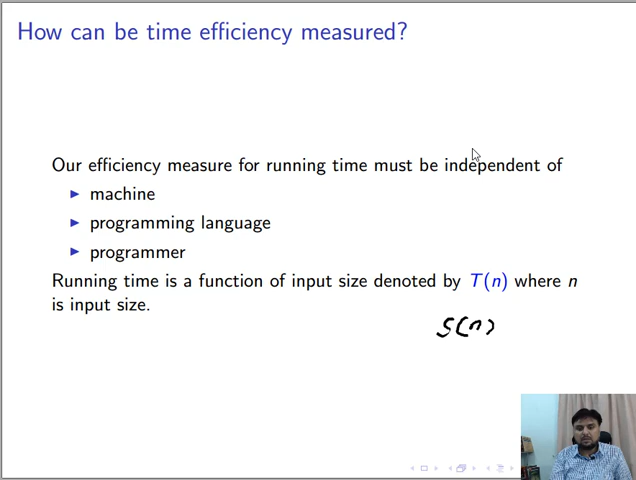 How can be time efficiency measured?
Our efficiency measure for running time must be independent of
machine
programming language
programmer
Running time is a function of input size denoted by T(n) where n
is input size.
S(n)